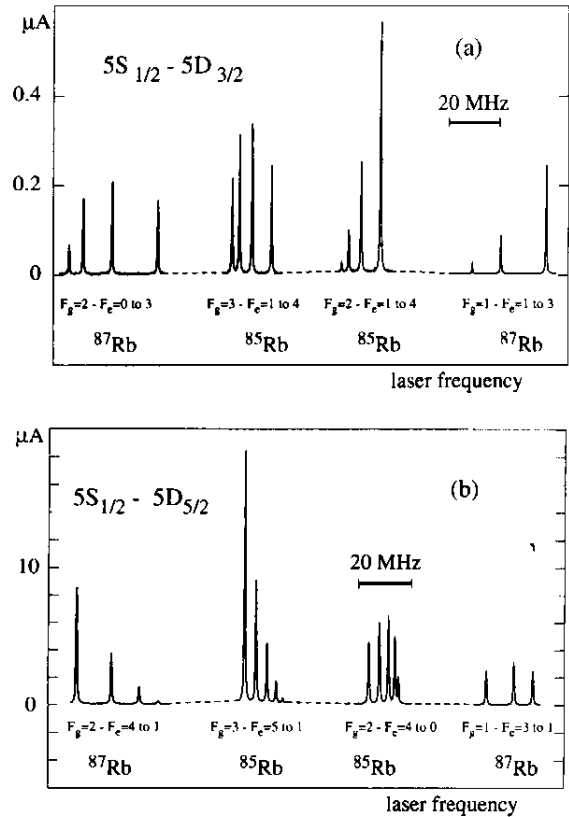 μA
5S 1/2 - 5D 3/2
(a)
20 MHz
0.4
0.2
0
F_g=2 - F_e=0 to 3
F_g=3 - F_e=1 to 4
F_g=2 - F_e=1 to 4
F_g=1 - F_e=1 to 3
⁸⁷Rb
⁸⁵Rb
⁸⁵Rb
⁸⁷Rb
laser frequency
μA
5S1/2 - 5D5/2
(b)
20 MHz
10
0
F_g=2 - F_e=4 to 1
F_g=3 - F_e=5 to 1
F_g=2 - F_e=4 to 0
F_g=1 - F_e=3 to 1
⁸⁷Rb
⁸⁵Rb
⁸⁵Rb
⁸⁷Rb
laser frequency